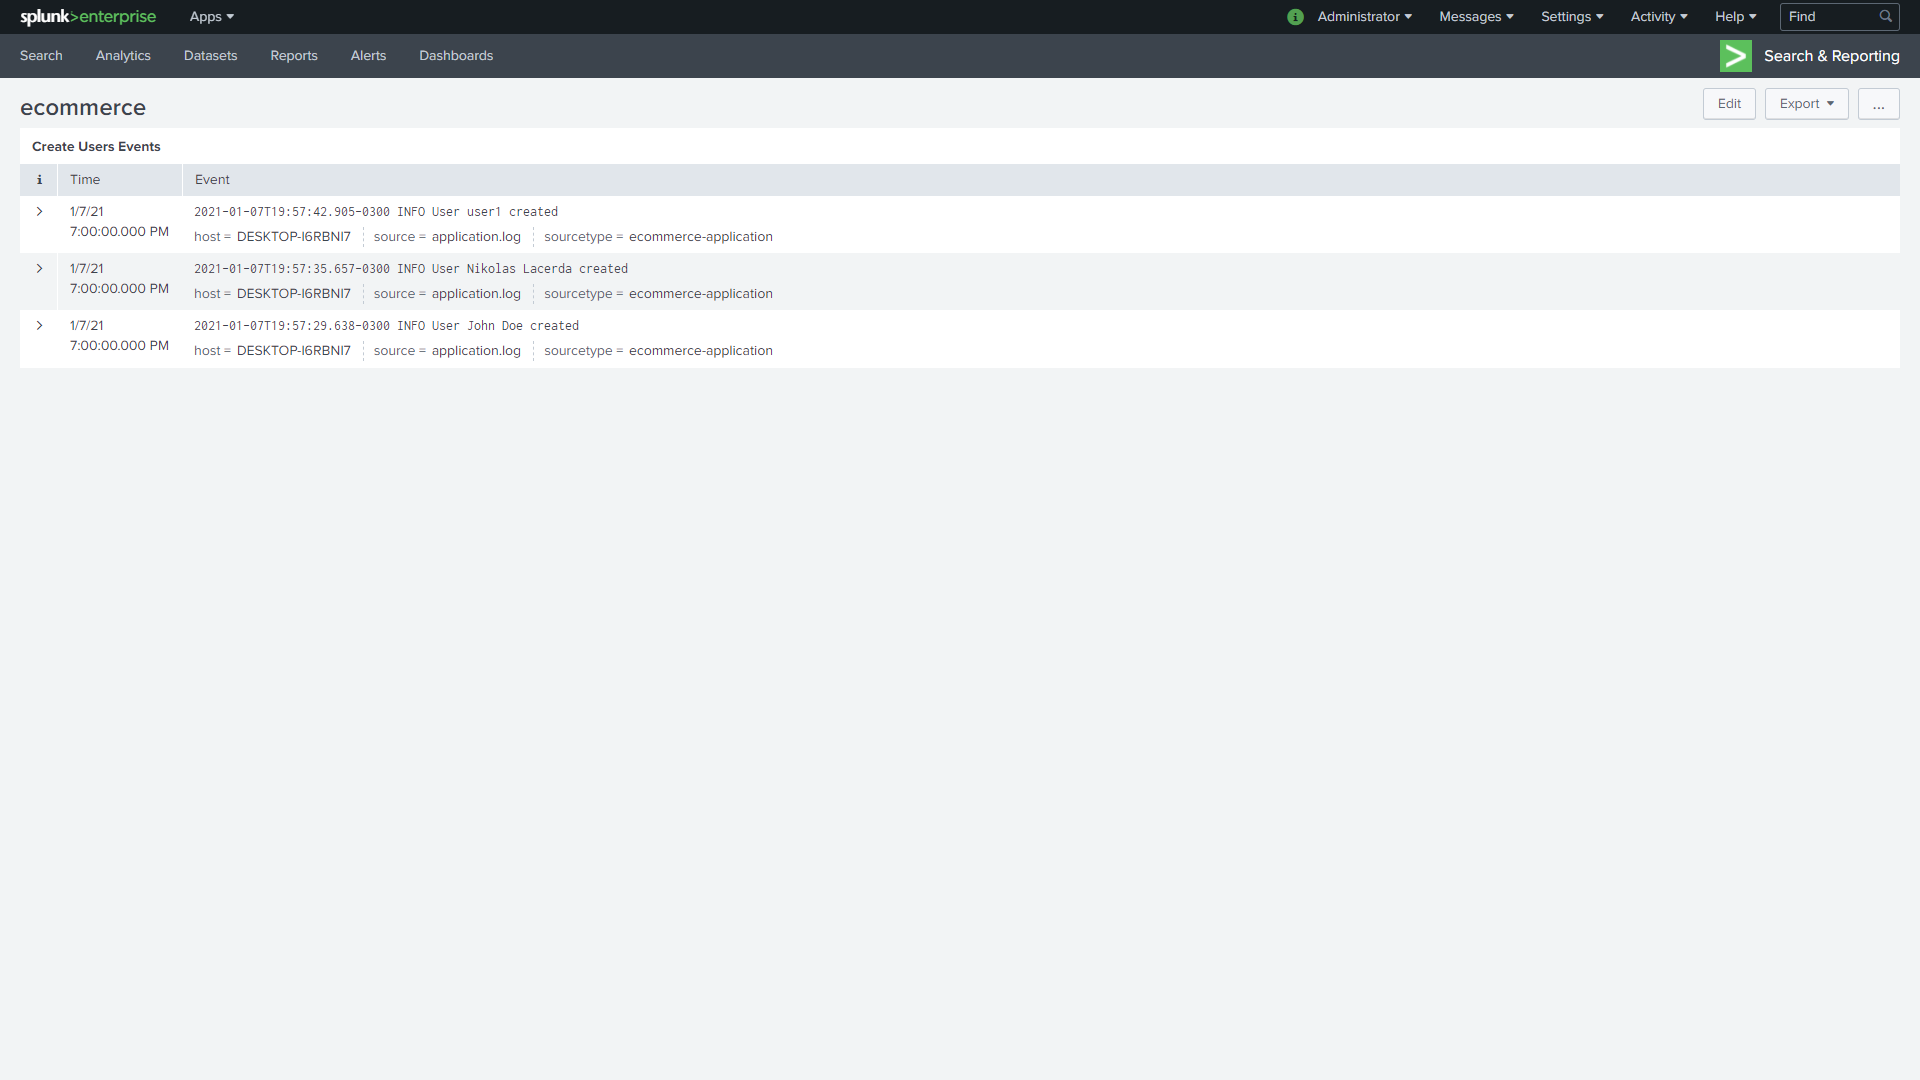 splunk>enterprise Apps Administrator Messages Settings Activity Help Find
Search Analytics Datasets Reports Alerts Dashboards Search & Reporting
ecommerce Edit Export ...
Create Users Events
i Time Event
1/7/21 2021-01-07T19:57:42.905-0300 INFO User user1 created
7:00:00.000 PM host = DESKTOP-I6RBNI7 source = application.log sourcetype = ecommerce-application
1/7/21 2021-01-07T19:57:35.657-0300 INFO User Nikolas Lacerda created
7:00:00.000 PM host = DESKTOP-I6RBNI7 source = application.log sourcetype = ecommerce-application
1/7/21 2021-01-07T19:57:29.638-0300 INFO User John Doe created
7:00:00.000 PM host = DESKTOP-I6RBNI7 source = application.log sourcetype = ecommerce-application